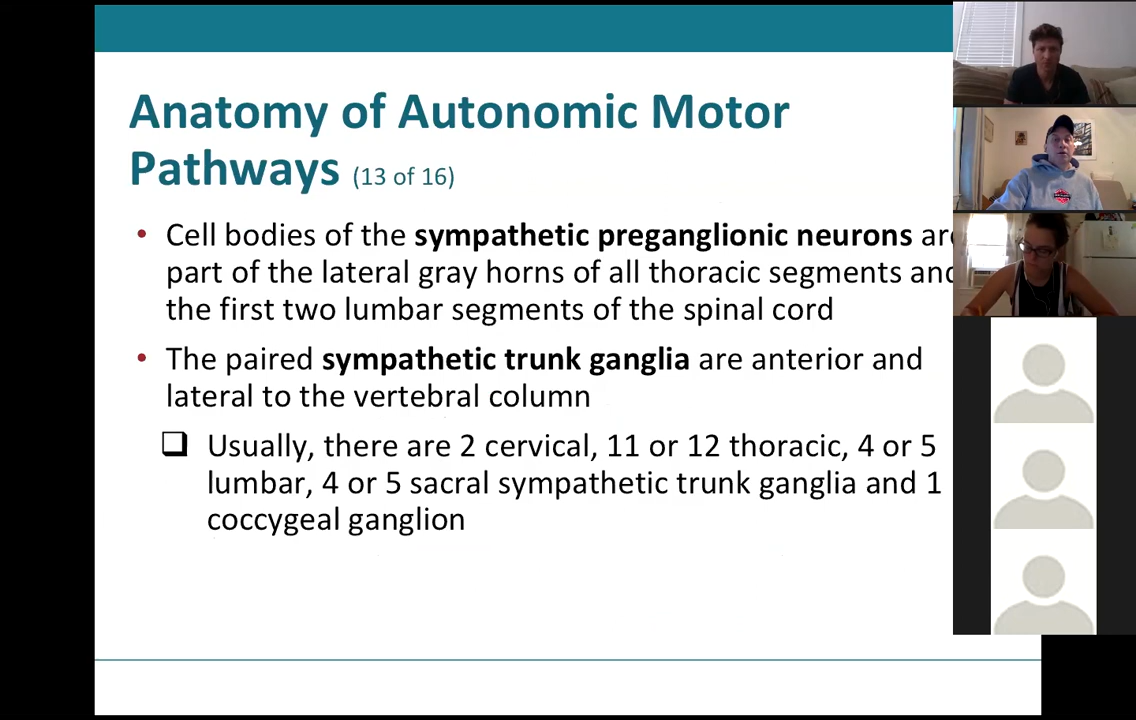 Anatomy of Autonomic Motor
Pathways (13 of 16)
• Cell bodies of the sympathetic preganglionic neurons are
part of the lateral gray horns of all thoracic segments and
the first two lumbar segments of the spinal cord
• The paired sympathetic trunk ganglia are anterior and
lateral to the vertebral column
❑ Usually, there are 2 cervical, 11 or 12 thoracic, 4 or 5
lumbar, 4 or 5 sacral sympathetic trunk ganglia and 1
coccygeal ganglion